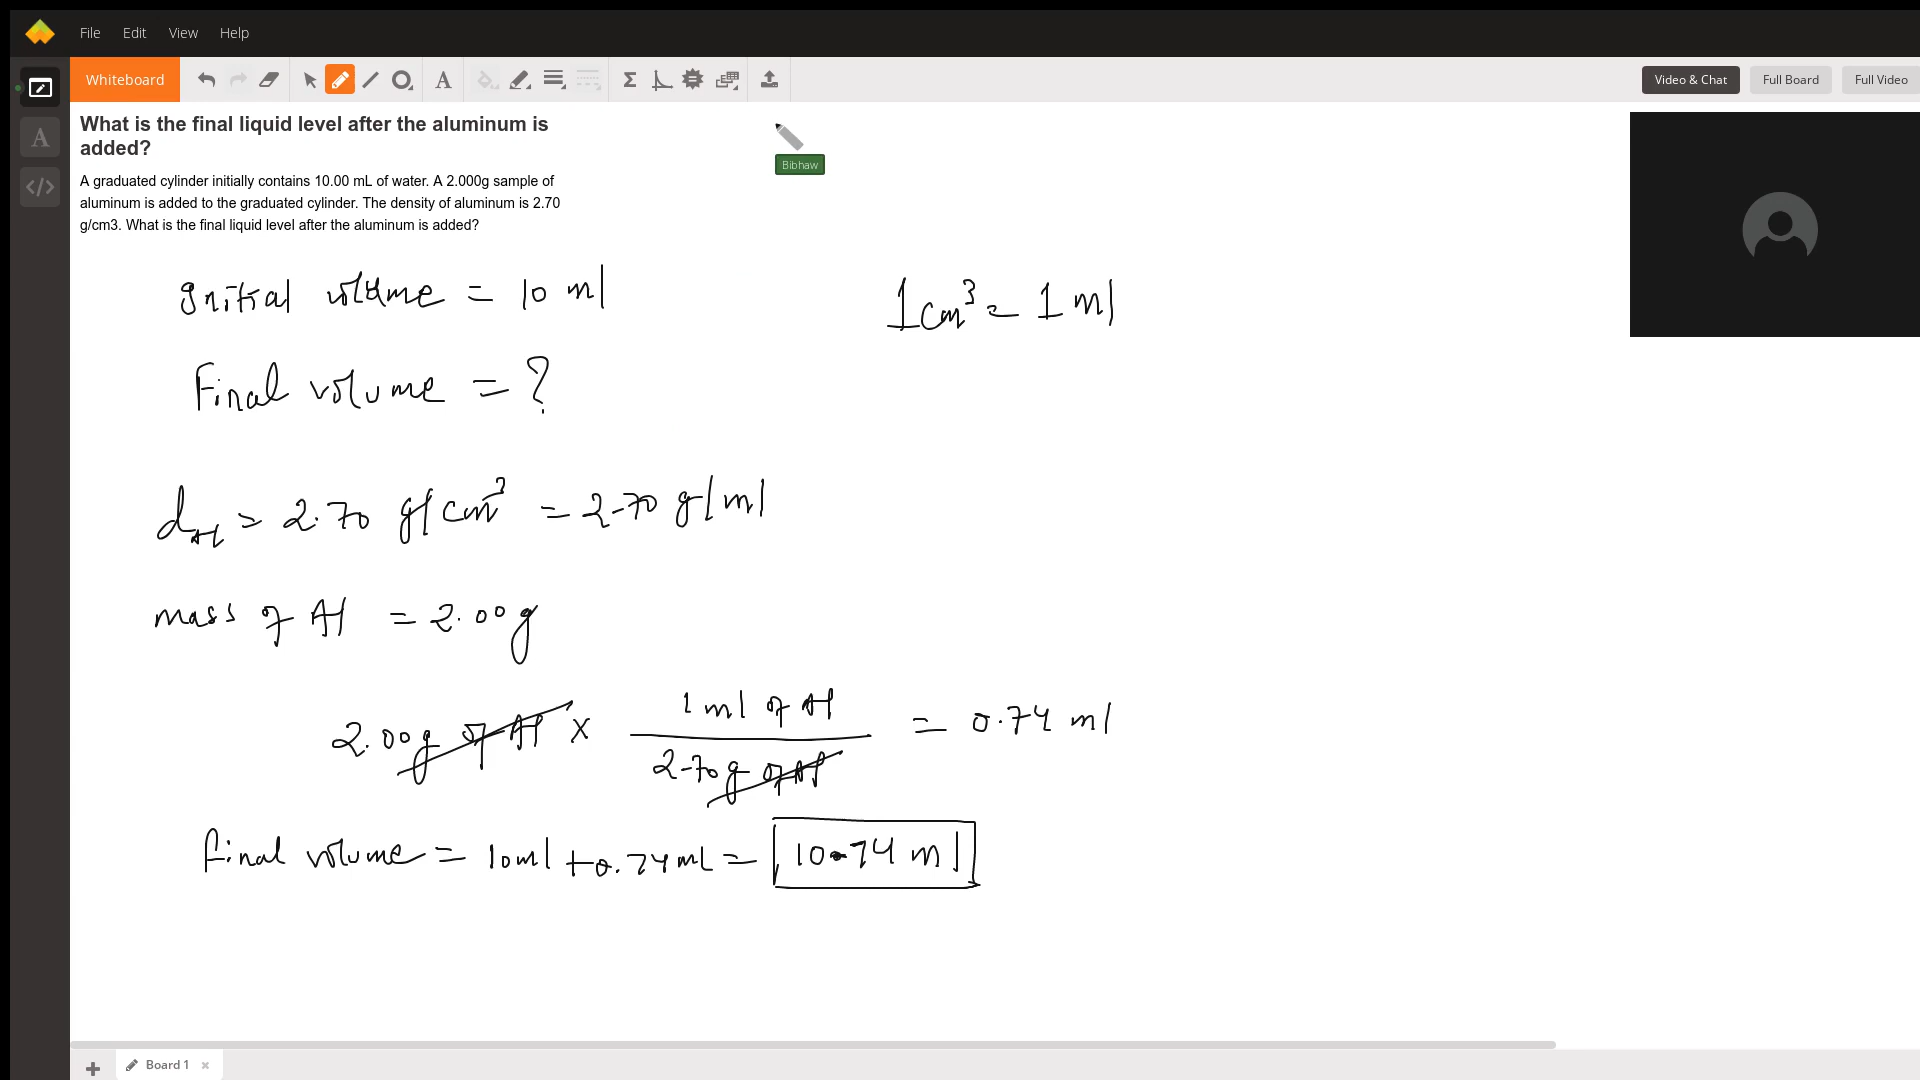 File Edit View Help
Whiteboard
Video & Chat Full Board Full Video
What is the final liquid level after the aluminum is
added?
Bibhaw
A graduated cylinder initially contains 10.00 mL of water. A 2.000g sample of
aluminum is added to the graduated cylinder. The density of aluminum is 2.70
g/cm3. What is the final liquid level after the aluminum is added?
Initial volume = 10 ml
1 cm³ = 1 ml
Final volume = ?
dAl = 2.70 g/cm³ = 2.70 g/ml
mass of Al = 2.00g
2.00g of Al x 1 ml of Al / 2.70g of Al = 0.74 ml
final volume = 10ml + 0.74 ml = 10.74 ml
Board 1